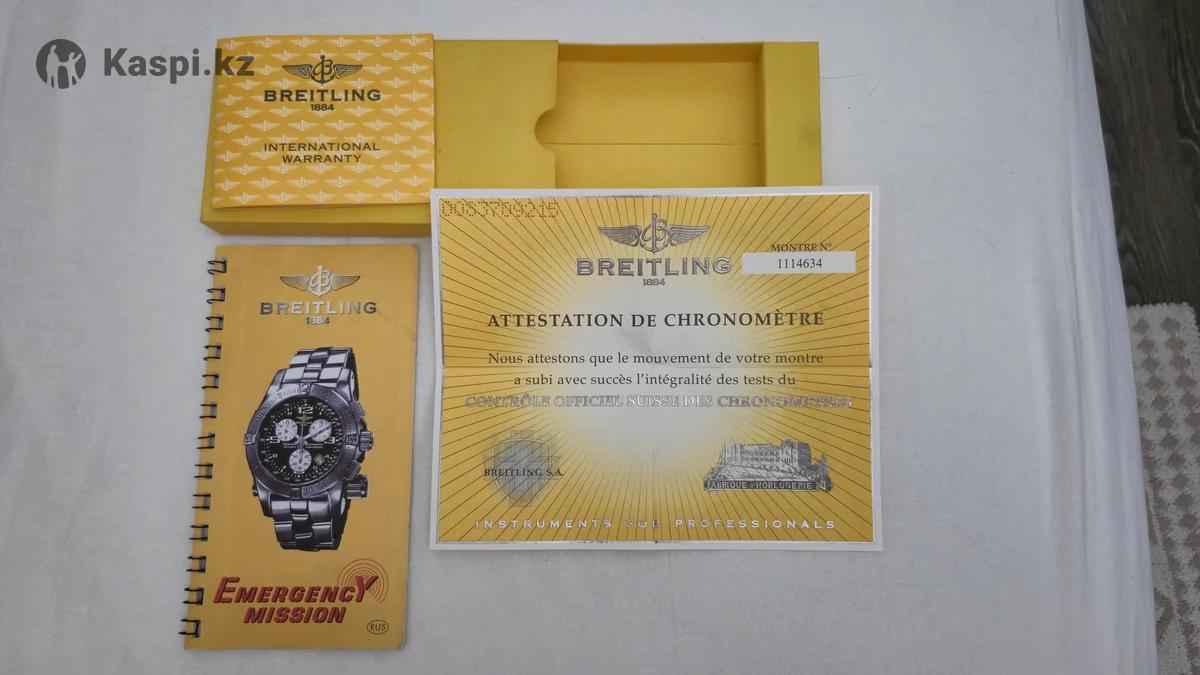 Kaspi.kz
BREITLING
1884
INTERNATIONAL
WARRANTY
BREITLING
1884
EMERGENCY
MISSION
RUS
0063709215
BREITLING
1884
MONTRE N°
1114634
ATTESTATION DE CHRONOMÈTRE
Nous attestons que le mouvement de votre montre
a subi avec succès l'intégralité des tests du
CONTRÔLE OFFICIEL SUISSE DES CHRONOMÈTRES
BREITLING S.A.
FABRIQUE D'HORLOGERIE
INSTRUMENTS FOR PROFESSIONALS